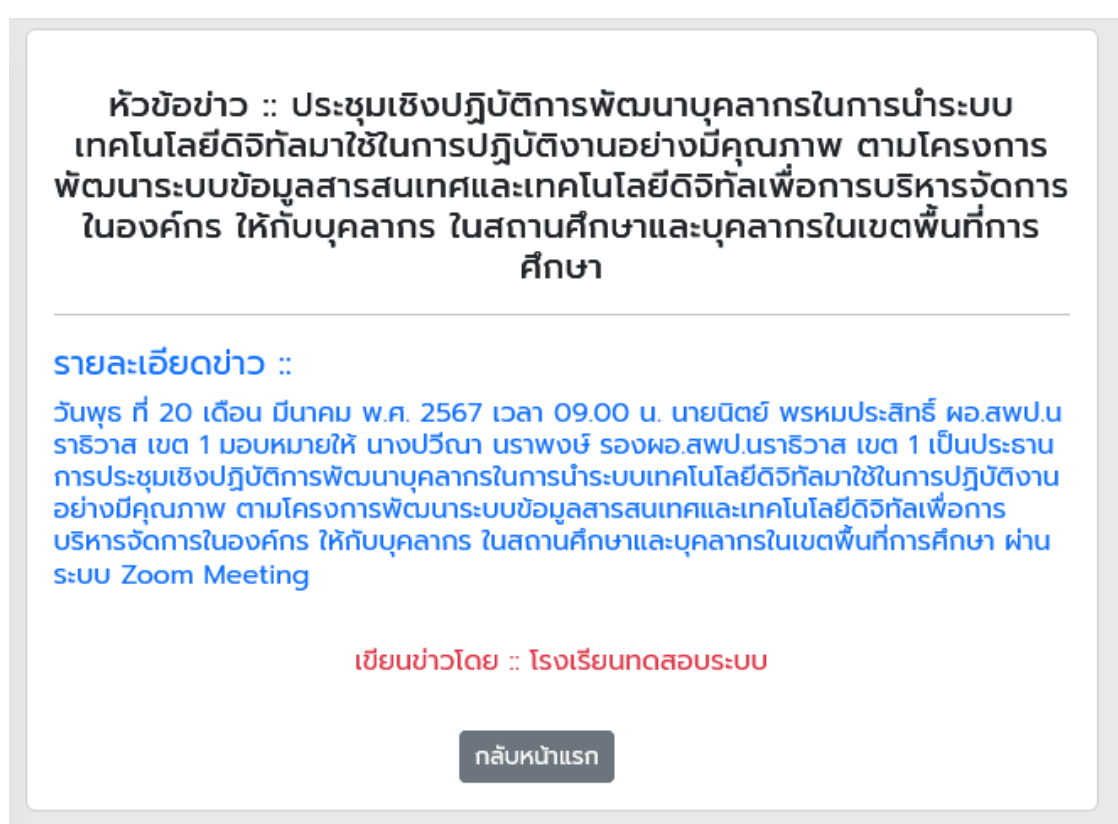 หัวข้อข่าว :: ประชุมเชิงปฏิบัติการพัฒนาบุคลากรในการนำระบบ
เทคโนโลยีดิจิทัลมาใช้ในการปฏิบัติงานอย่างมีคุณภาพ ตามโครงการ
พัฒนาระบบข้อมูลสารสนเทศและเทคโนโลยีดิจิทัลเพื่อการบริหารจัดการ
ในองค์กร ให้กับบุคลากร ในสถานศึกษาและบุคลากรในเขตพื้นที่การ
ศึกษา
รายละเอียดข่าว ::
วันพุธ ที่ 20 เดือน มีนาคม พ.ศ. 2567 เวลา 09.00 น. นายนิตย์ พรหมประสิทธิ์ ผอ.สพป.น
ราธิวาส เขต 1 มอบหมายให้ นางปวีณา นราพงษ์ รองผอ.สพป.นราธิวาส เขต 1 เป็นประธาน
การประชุมเชิงปฏิบัติการพัฒนาบุคลากรในการนำระบบเทคโนโลยีดิจิทัลมาใช้ในการปฏิบัติงาน
อย่างมีคุณภาพ ตามโครงการพัฒนาระบบข้อมูลสารสนเทศและเทคโนโลยีดิจิทัลเพื่อการ
บริหารจัดการในองค์กร ให้กับบุคลากร ในสถานศึกษาและบุคลากรในเขตพื้นที่การศึกษา ผ่าน
ระบบ Zoom Meeting
เขียนข่าวโดย :: โรงเรียนทดสอบระบบ
กลับหน้าแรก